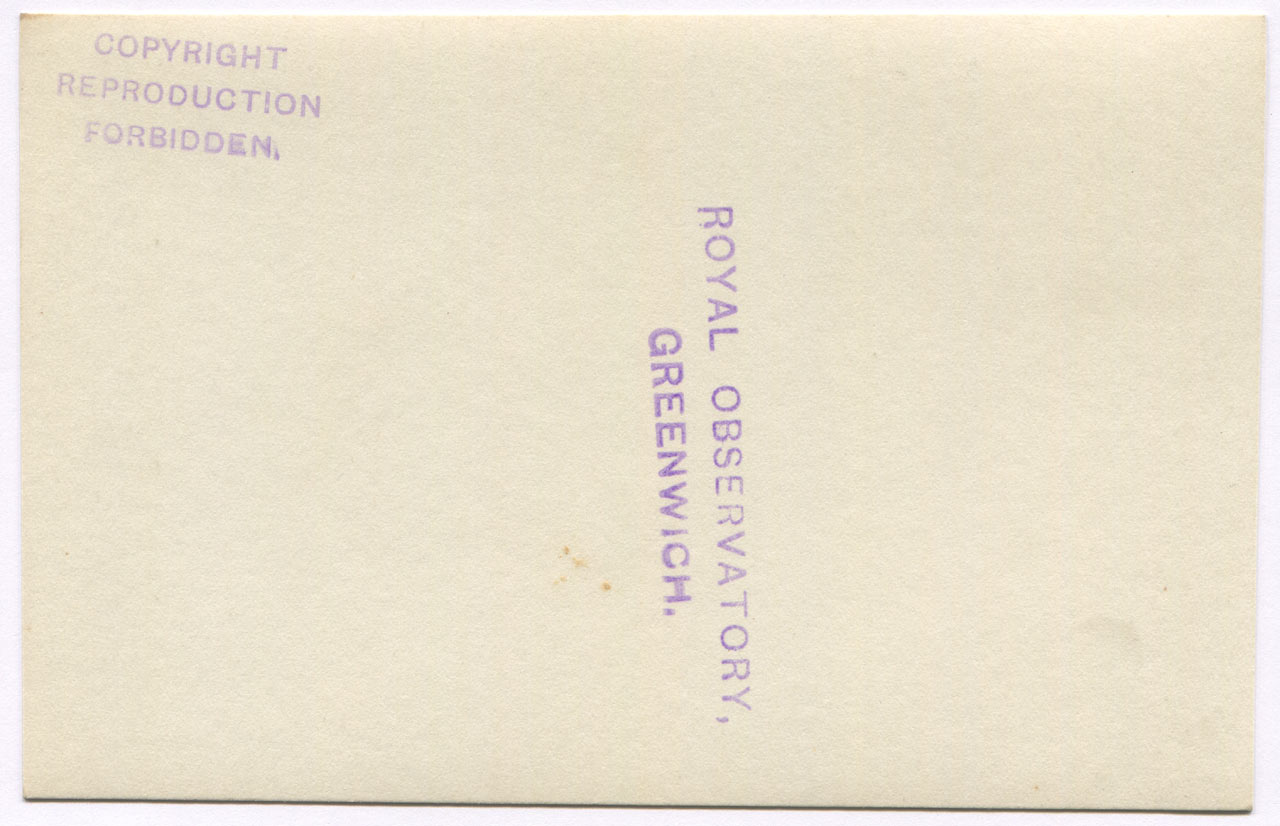 COPYRIGHT
REPRODUCTION
FORBIDDEN.
ROYAL OBSERVATORY,
GREENWICH.